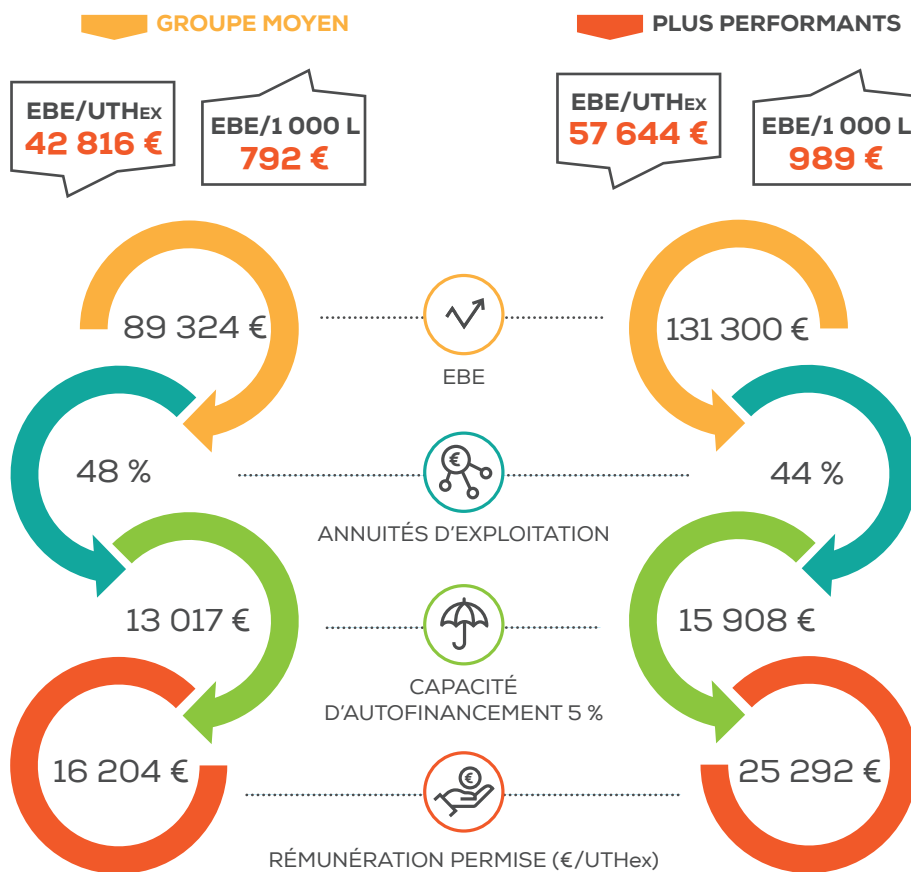 GROUPE MOYEN
PLUS PERFORMANTS
EBE/UTHEX
42 816 €
EBE/1 000 L
792 €
EBE/UTHEX
57 644 €
EBE/1 000 L
989 €
89 324 €
131 300 €
EBE
48 %
44 %
€
ANNUITÉS D'EXPLOITATION
13 017 €
15 908 €
CAPACITÉ
D'AUTOFINANCEMENT 5 %
16 204 €
25 292 €
€
RÉMUNÉRATION PERMISE (€/UTHex)